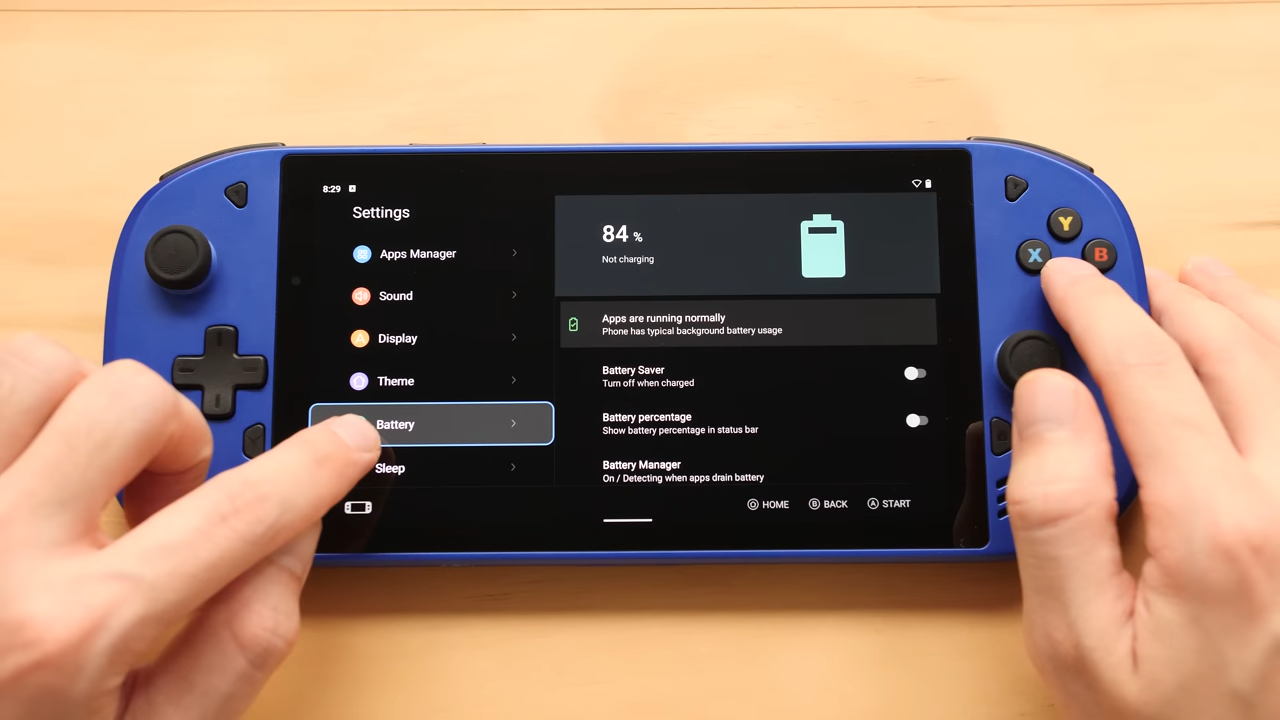 8:29
Settings
Apps Manager
Sound
Display
Theme
Battery
Sleep
84 %
Not charging
Apps are running normally
Phone has typical background battery usage
Battery Saver
Turn off when charged
Battery percentage
Show battery percentage in status bar
Battery Manager
On / Detecting when apps drain battery
HOME
B BACK
A START
Y
X
B